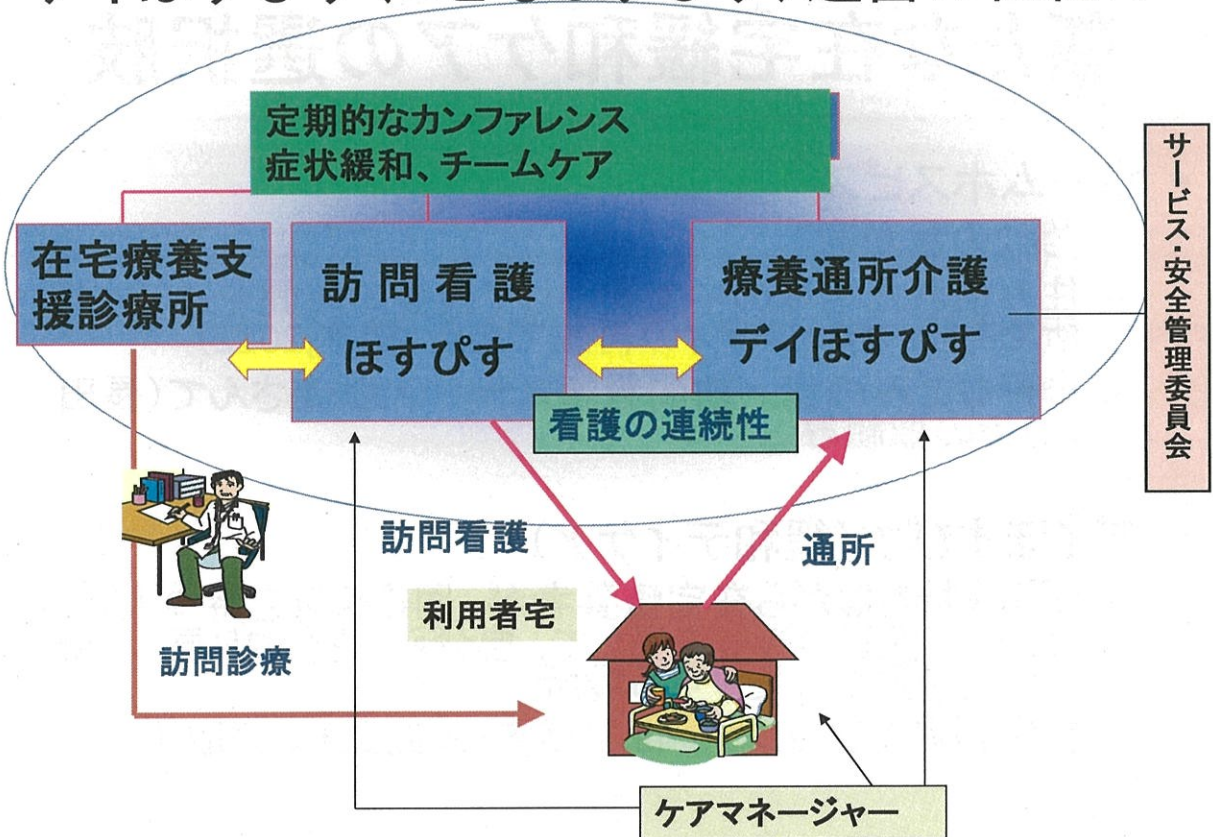 定期的なカンファレンス
症状緩和、チームケア
在宅療養支
援診療所
訪問看護
ほすぴす
療養通所介護
デイほすぴす
看護の連続性
サービス・安全管理委員会
訪問看護
通所
利用者宅
訪問診療
ケアマネージャー